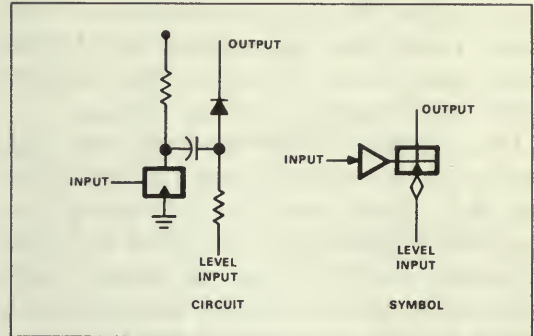 OUTPUT
INPUT
LEVEL
INPUT
CIRCUIT
OUTPUT
INPUT
LEVEL
INPUT
SYMBOL